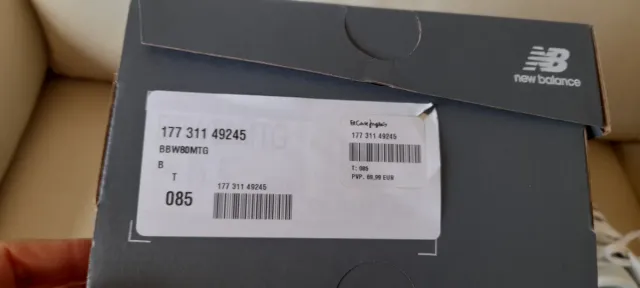 new balance
177 311 49245
BBW80MTG
B
T
085
177 311 49245
El Corte Inglés
177 311 49245
T: 085
PVP. 69,99 EUR